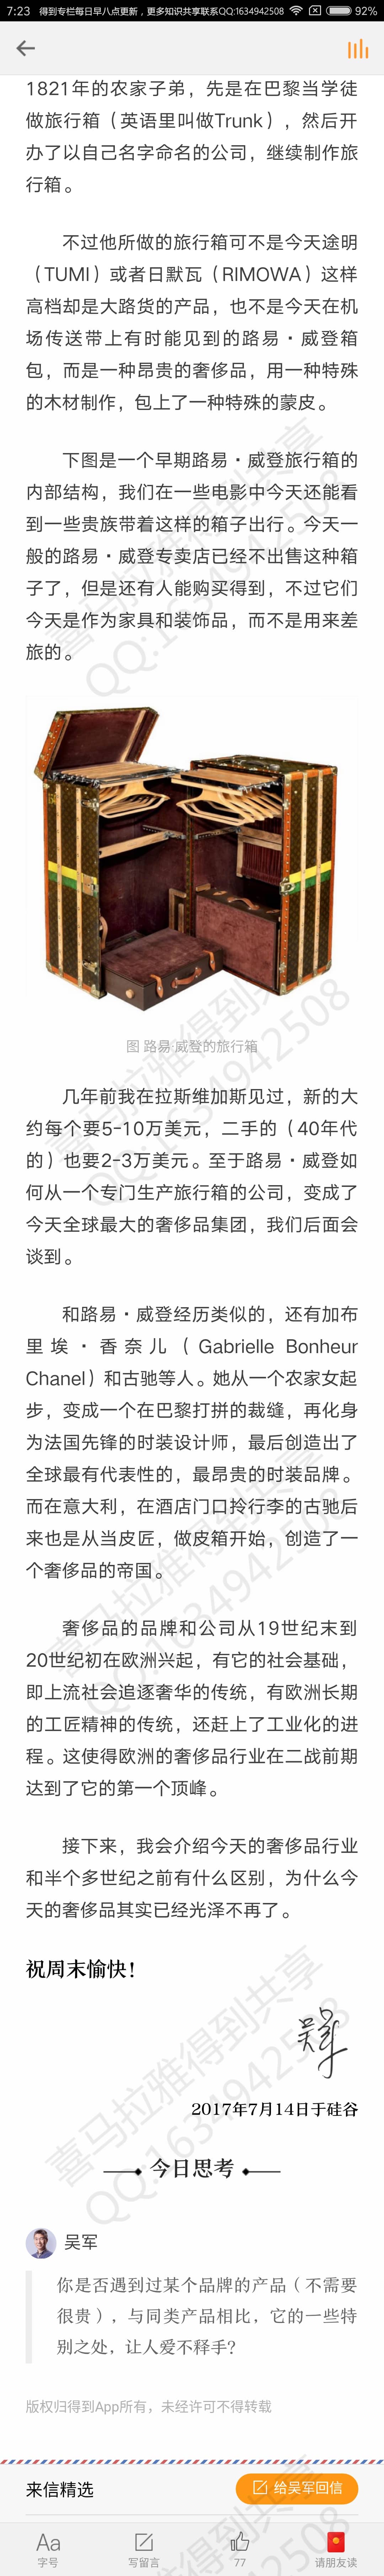 7:23 得到专栏每日早八点更新，更多知识共享联系QQ:1634942508 92%
1821年的农家子弟，先是在巴黎当学徒
做旅行箱（英语里叫做Trunk），然后开
办了以自己名字命名的公司，继续制作旅
行箱。
不过他所做的旅行箱可不是今天途明
（TUMI）或者日默瓦（RIMOWA）这样
高档却是大路货的产品，也不是今天在机
场传送带上有时能见到的路易·威登箱
包，而是一种昂贵的奢侈品，用一种特殊
的木材制作，包上了一种特殊的蒙皮。
下图是一个早期路易·威登旅行箱的
内部结构，我们在一些电影中今天还能看
到一些贵族带着这样的箱子出行。今天一
般的路易·威登专卖店已经不出售这种箱
子了，但是还有人能购买得到，不过它们
今天是作为家具和装饰品，而不是用来差
旅的。
喜马拉雅得到共享
QQ:1634942508
图 路易·威登的旅行箱
几年前我在拉斯维加斯见过，新的大
约每个要5-10万美元，二手的（40年代
的）也要2-3万美元。至于路易·威登如
何从一个专门生产旅行箱的公司，变成了
今天全球最大的奢侈品集团，我们后面会
谈到。
喜马拉雅得到共享
QQ:1634942508
和路易·威登经历类似的，还有加布
里埃·香奈儿（Gabrielle Bonheur
Chanel）和古驰等人。她从一个农家女起
步，变成一个在巴黎打拼的裁缝，再化身
为法国先锋的时装设计师，最后创造出了
全球最有代表性的，最昂贵的时装品牌。
而在意大利，在酒店门口拎行李的古驰后
来也是从当皮匠，做皮箱开始，创造了一
个奢侈品的帝国。
喜马拉雅得到共享
QQ:1634942508
奢侈品的品牌和公司从19世纪末到
20世纪初在欧洲兴起，有它的社会基础，
即上流社会追逐奢华的传统，有欧洲长期
的工匠精神的传统，还赶上了工业化的进
程。这使得欧洲的奢侈品行业在二战前期
达到了它的第一个顶峰。
接下来，我会介绍今天的奢侈品行业
和半个多世纪之前有什么区别，为什么今
天的奢侈品其实已经光泽不再了。
祝周末愉快！
吴军
2017年7月14日于硅谷
喜马拉雅得到共享
QQ:1634942508
今日思考
吴军
你是否遇到过某个品牌的产品（不需要
很贵），与同类产品相比，它的一些特
别之处，让人爱不释手？
版权归得到App所有，未经许可不得转载
来信精选
给吴军回信
Aa
字号
写留言
77
请朋友读